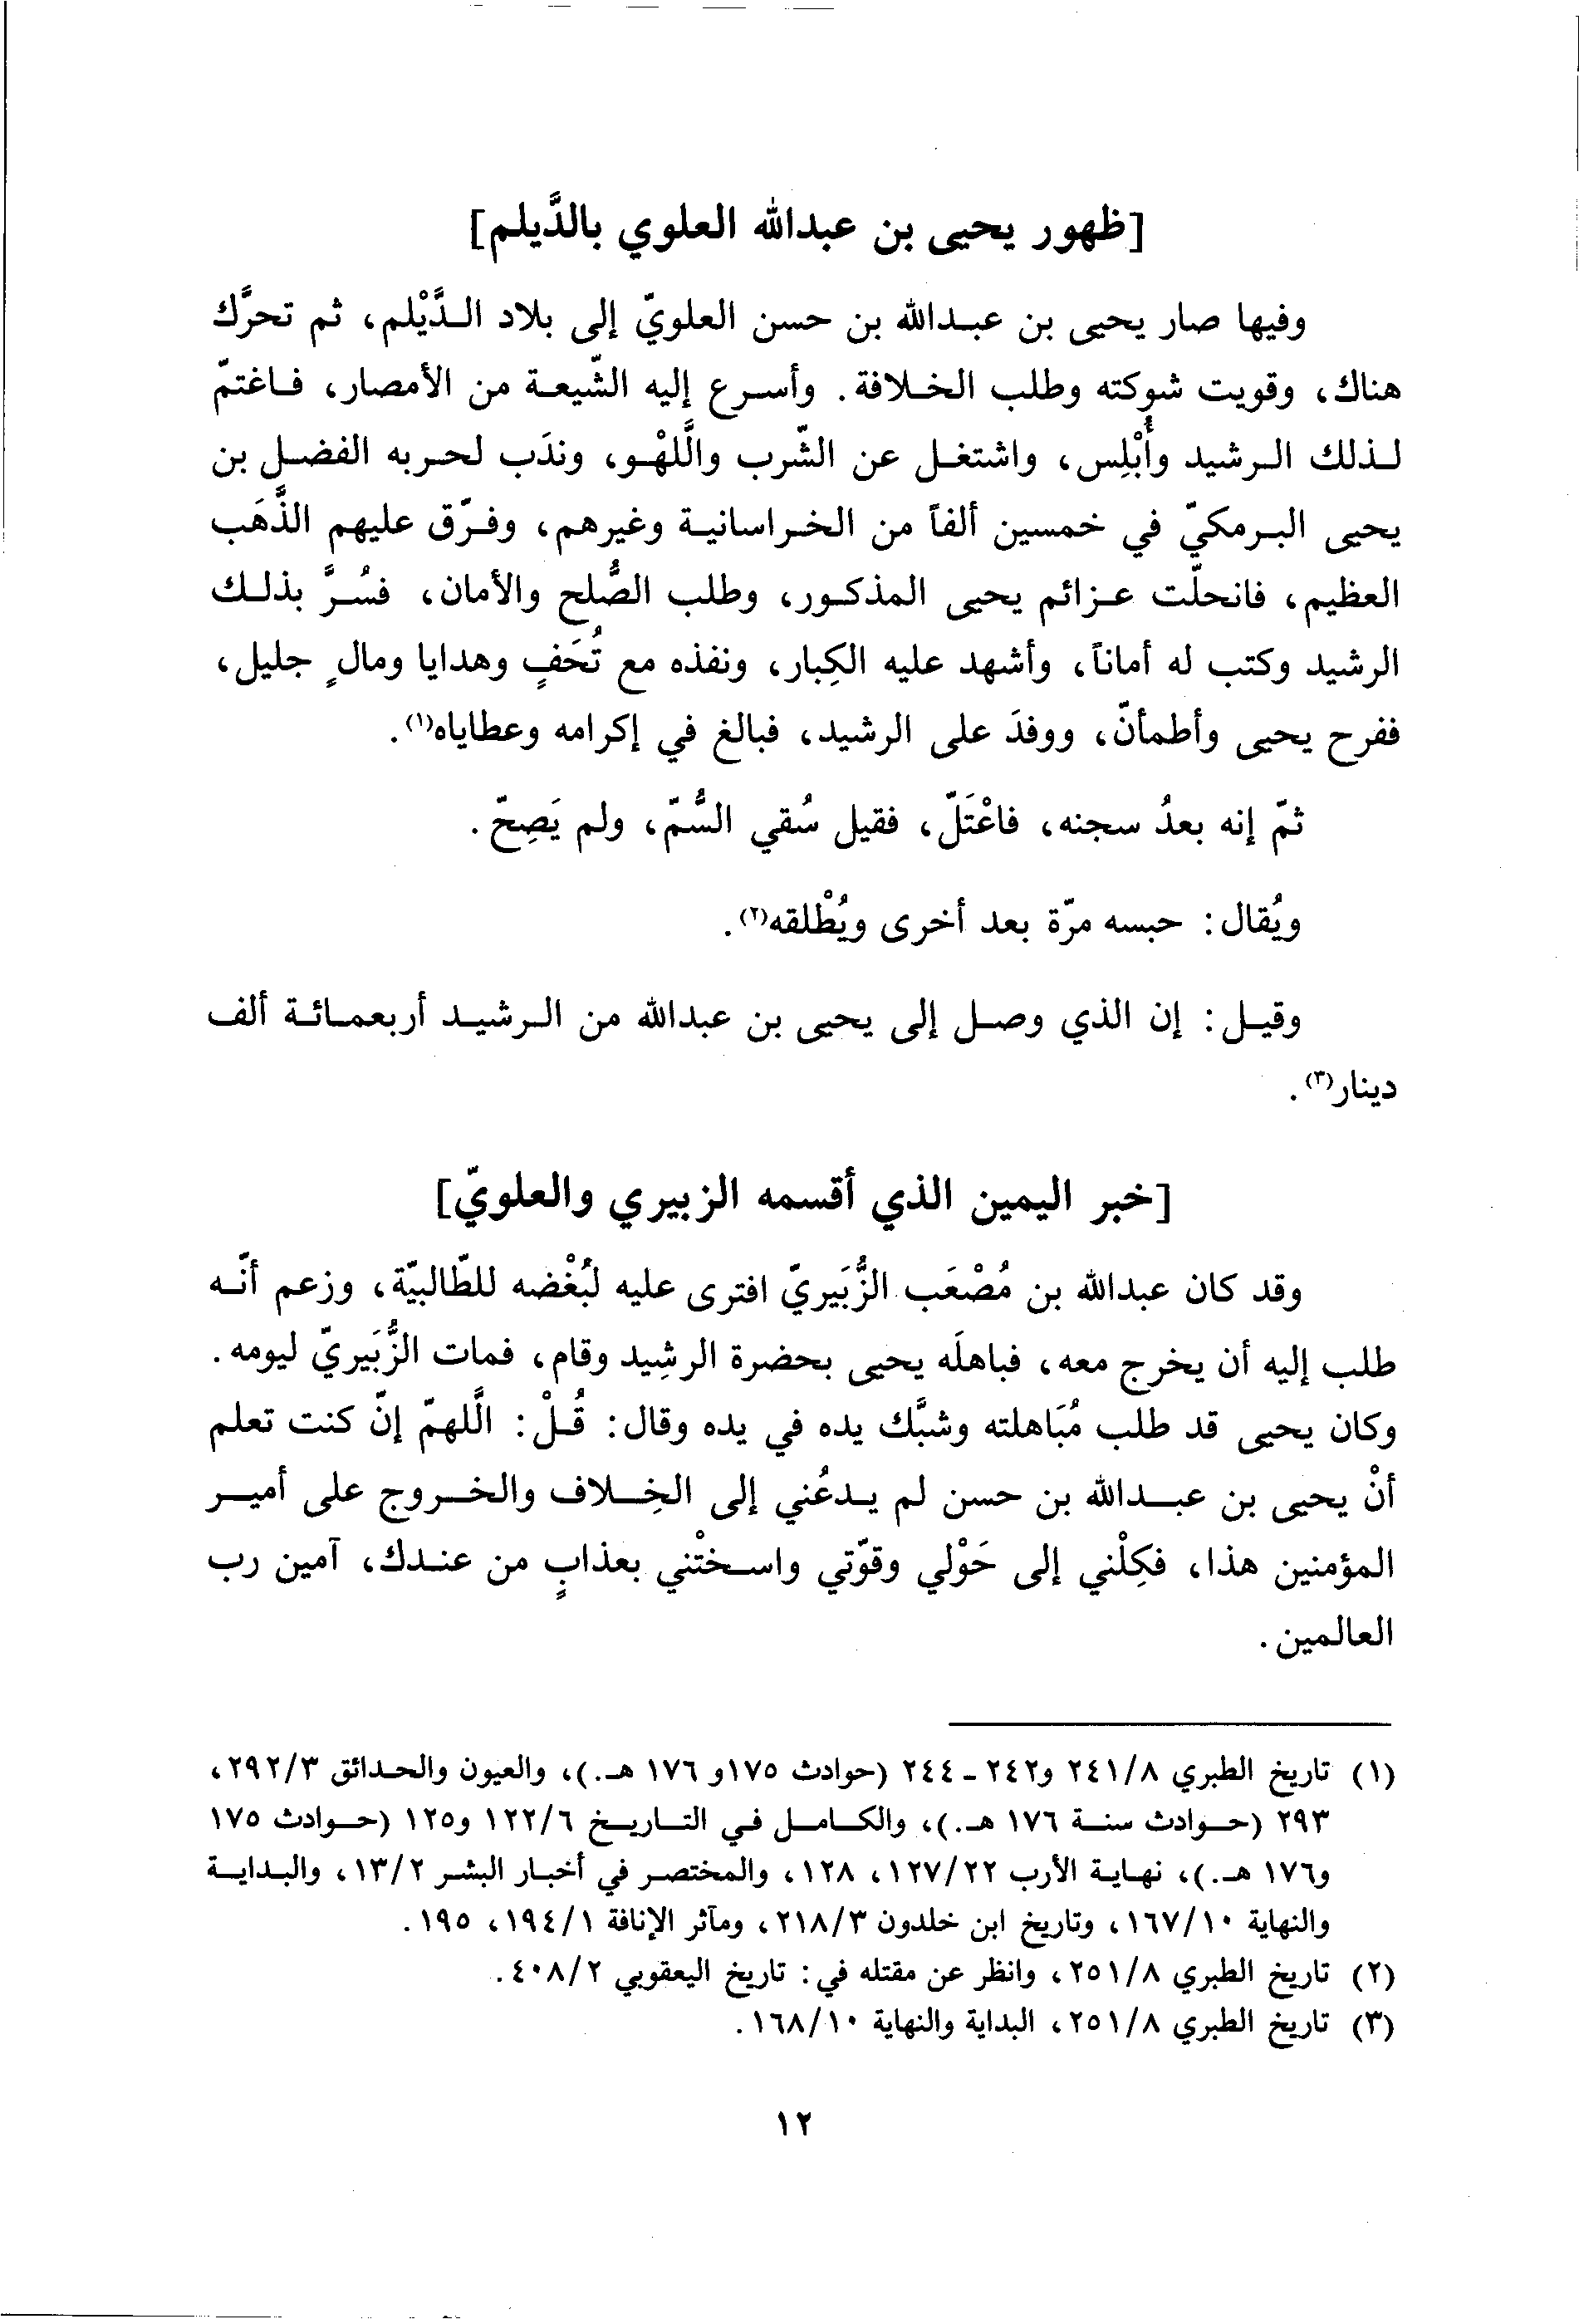 [ظهور يحيى بن عبدالله العلوي بالدَّيلم]
وفيها صار يحيى بن عبدالله بن حسن العلويّ إلى بلاد الدَّيْلم، ثم تحرَّك
هناك، وقويت شوكته وطلب الخلافة. وأسرع إليه الشّيعة من الأمصار، فاغتمّ
لذلك الرشيد وأُبْلِس، واشتغل عن الشّرب واللَّهْو، وندَب لحربه الفضل بن
يحيى البرمكيّ في خمسين ألفاً من الخراسانية وغيرهم، وفرّق عليهم الذَّهَب
العظيم، فانحلّت عزائم يحيى المذكور، وطلب الصُّلح والأمان، فسُرَّ بذلك
الرشيد وكتب له أماناً، وأشهد عليه الكِبار، ونفذه مع تُحَفٍ وهدايا ومالٍ جليل،
ففرح يحيى وأطمأنّ، ووفدَ على الرشيد، فبالغ في إكرامه وعطاياه(١).
ثمّ إنه بعدُ سجنه، فاعْتَلّ، فقيل سُقي السُّمّ، ولم يَصِحّ.
ويُقال: حبسه مرّة بعد أخرى ويُطْلقه(٢).
وقيل: إن الذي وصل إلى يحيى بن عبدالله من الرشيد أربعمائة ألف
دينار(٣).
[خبر اليمين الذي أقسمه الزبيري والعلويّ]
وقد كان عبدالله بن مُصْعَب الزُّبَيريّ افترى عليه لبُغْضه للطّالبيّة، وزعم أنّه
طلب إليه أن يخرج معه، فباهلَه يحيى بحضرة الرشِيد وقام، فمات الزُّبَيريّ ليومه.
وكان يحيى قد طلب مُبَاهلته وشبَّك يده في يده وقال: قُلْ: اللَّهمّ إنّ كنت تعلم
أنْ يحيى بن عبدالله بن حسن لم يدعُني إلى الخِلاف والخروج على أمير
المؤمنين هذا، فكِلْني إلى حَوْلي وقوّتي واسختْني بعذابٍ من عندك، آمين رب
العالمين.
(١) تاريخ الطبري ٢٤١/٨ و٢٤٢ - ٢٤٤ (حوادث ١٧٥و ١٧٦ هـ.)، والعيون والحدائق ٢٩٢/٣،
٢٩٣ (حوادث سنة ١٧٦ هـ.)، والكامل في التاريخ ١٢٢/٦ و١٢٥ (حوادث ١٧٥
و١٧٦ هـ.)، نهاية الأرب ١٢٧/٢٢، ١٢٨، والمختصر في أخبار البشر ١٣/٢، والبداية
والنهاية ١٦٧/١٠، وتاريخ ابن خلدون ٢١٨/٣، ومآثر الإنافة ١٩٤/١، ١٩٥.
(٢) تاريخ الطبري ٢٥١/٨، وانظر عن مقتله في: تاريخ اليعقوبي ٤٠٨/٢.
(٣) تاريخ الطبري ٢٥١/٨، البداية والنهاية ١٦٨/١٠.
١٢